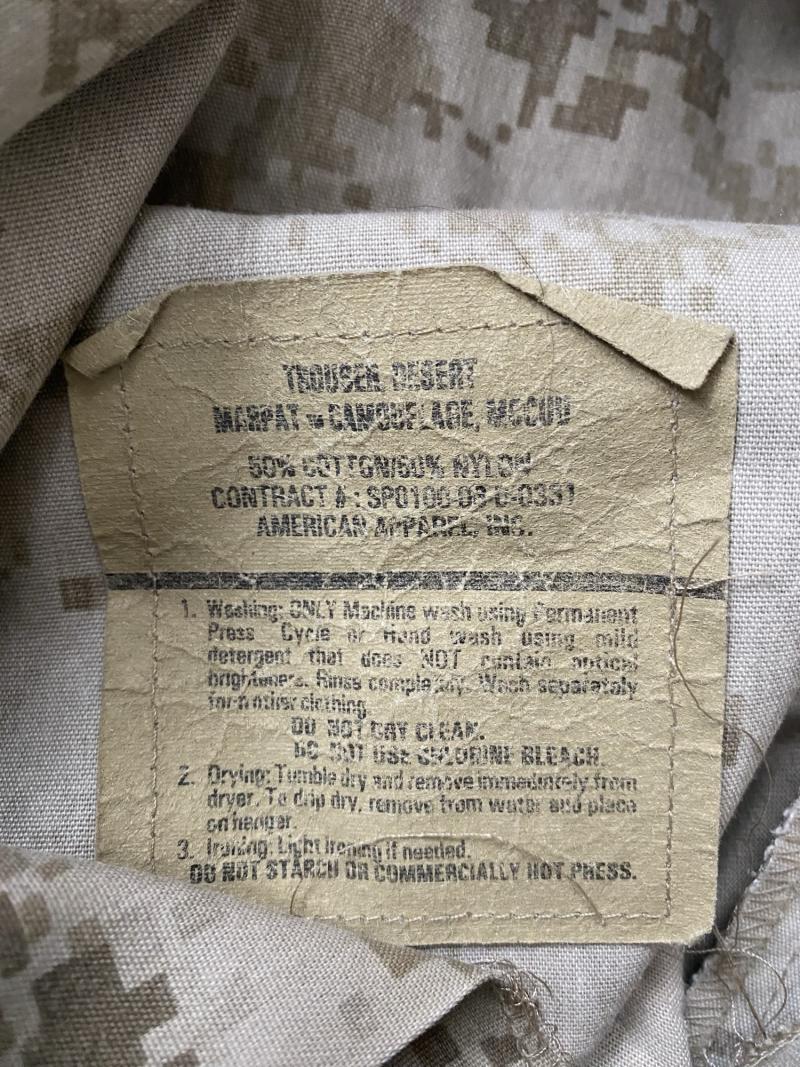 TROUSER, DESERT
MARPAT CAMOUFLAGE, MCCUU
50% COTTON/50% NYLON
CONTRACT # : SP0100-
AMERICAN APPAREL, INC.
1. Washing: ONLY Machine wash using Permanent
Press Cycle or Hand wash using mild
detergent that does NOT contain optical
brighteners. Rinse completely. Wash separately
from other clothing.
DO NOT DRY CLEAN.
DO NOT USE CHLORINE BLEACH.
2. Drying: Tumble dry and remove immediately from
dryer. To drip dry, remove from water and place
on hanger.
3. Ironing: Light ironing if needed.
DO NOT STARCH OR COMMERCIALLY HOT PRESS.